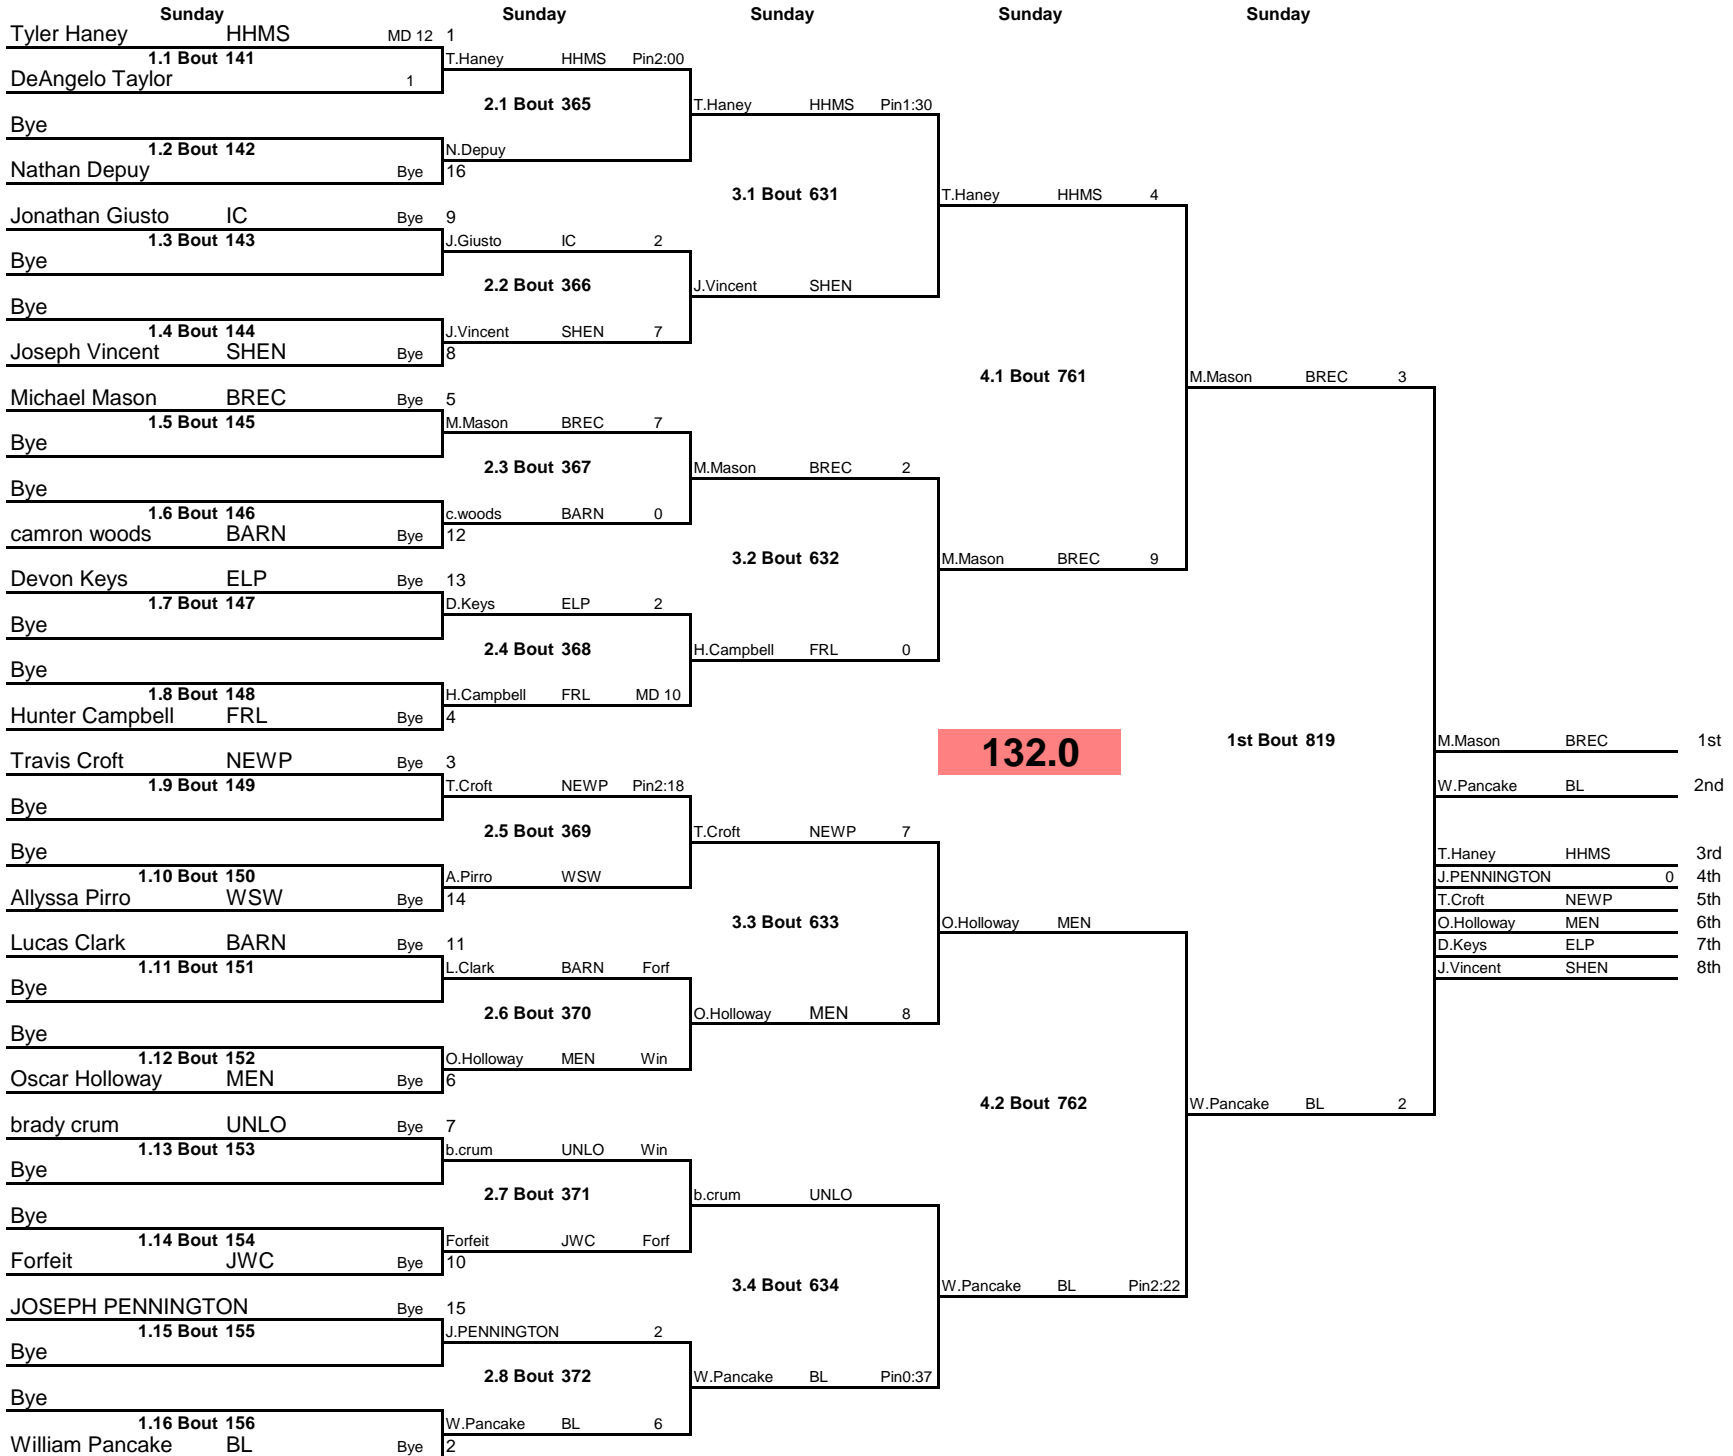 Sunday Sunday Sunday Sunday Sunday
Tyler Haney HHMS MD 12 1
1.1 Bout 141 T.Haney HHMS Pin2:00
DeAngelo Taylor 1
2.1 Bout 365 T.Haney HHMS Pin1:30
Bye
1.2 Bout 142 N.Depuy
Nathan Depuy Bye 16
3.1 Bout 631 T.Haney HHMS 4
Jonathan Giusto IC Bye 9
1.3 Bout 143 J.Giusto IC 2
Bye
2.2 Bout 366 J.Vincent SHEN
Bye
1.4 Bout 144 J.Vincent SHEN 7
Joseph Vincent SHEN Bye 8
4.1 Bout 761 M.Mason BREC 3
Michael Mason BREC Bye 5
1.5 Bout 145 M.Mason BREC 7
Bye
2.3 Bout 367 M.Mason BREC 2
Bye
1.6 Bout 146 c.woods BARN 0
camron woods BARN Bye 12
3.2 Bout 632 M.Mason BREC 9
Devon Keys ELP Bye 13
1.7 Bout 147 D.Keys ELP 2
Bye
2.4 Bout 368 H.Campbell FRL 0
Bye
1.8 Bout 148 H.Campbell FRL MD 10
Hunter Campbell FRL Bye 4
132.0 1st Bout 819 M.Mason BREC 1st
Travis Croft NEWP Bye 3
1.9 Bout 149 T.Croft NEWP Pin2:18 W.Pancake BL 2nd
Bye
2.5 Bout 369 T.Croft NEWP 7
Bye T.Haney HHMS 3rd
1.10 Bout 150 A.Pirro WSW J.PENNINGTON 0 4th
Allyssa Pirro WSW Bye 14 T.Croft NEWP 5th
3.3 Bout 633 O.Holloway MEN O.Holloway MEN 6th
Lucas Clark BARN Bye 11 D.Keys ELP 7th
1.11 Bout 151 L.Clark BARN Forf J.Vincent SHEN 8th
Bye
2.6 Bout 370 O.Holloway MEN 8
Bye
1.12 Bout 152 O.Holloway MEN Win
Oscar Holloway MEN Bye 6
4.2 Bout 762 W.Pancake BL 2
brady crum UNLO Bye 7
1.13 Bout 153 b.crum UNLO Win
Bye
2.7 Bout 371 b.crum UNLO
Bye
1.14 Bout 154 Forfeit JWC Forf
Forfeit JWC Bye 10
3.4 Bout 634 W.Pancake BL Pin2:22
JOSEPH PENNINGTON Bye 15
1.15 Bout 155 J.PENNINGTON 2
Bye
2.8 Bout 372 W.Pancake BL Pin0:37
Bye
1.16 Bout 156 W.Pancake BL 6
William Pancake BL Bye 2